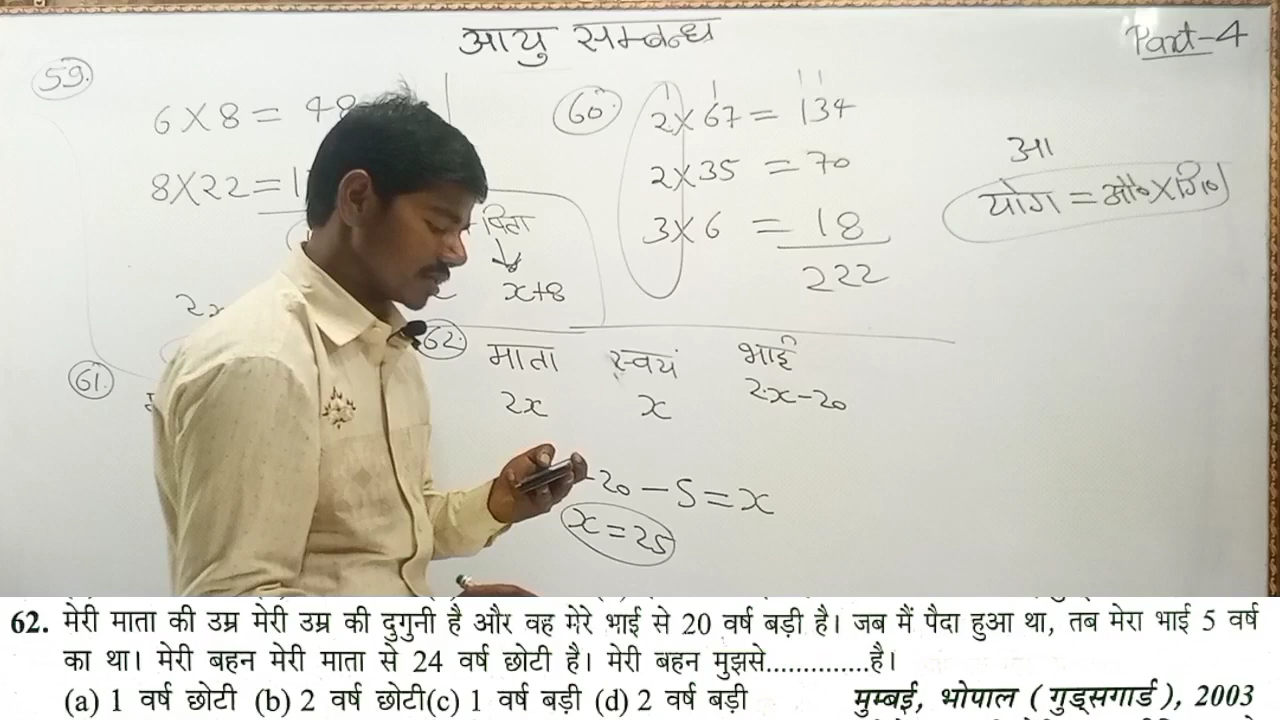 आयु सम्बन्ध
Part-4
59.
6×8 = 48
8×22 =
पिता
x+8
2x
60
2×67 = 134
2×35 = 70
3×6 = 18
222
योग = औ०×गि०
61.
62.
माता स्वयं भाई
2x x 2x-20
-20-5=x
x=25
62. मेरी माता की उम्र मेरी उम्र की दुगुनी है और वह मेरे भाई से 20 वर्ष बड़ी है। जब मैं पैदा हुआ था, तब मेरा भाई 5 वर्ष
का था। मेरी बहन मेरी माता से 24 वर्ष छोटी है। मेरी बहन मुझसे...............है।
(a) 1 वर्ष छोटी (b) 2 वर्ष छोटी(c) 1 वर्ष बड़ी (d) 2 वर्ष बड़ी मुम्बई, भोपाल (गुड्सगार्ड), 2003